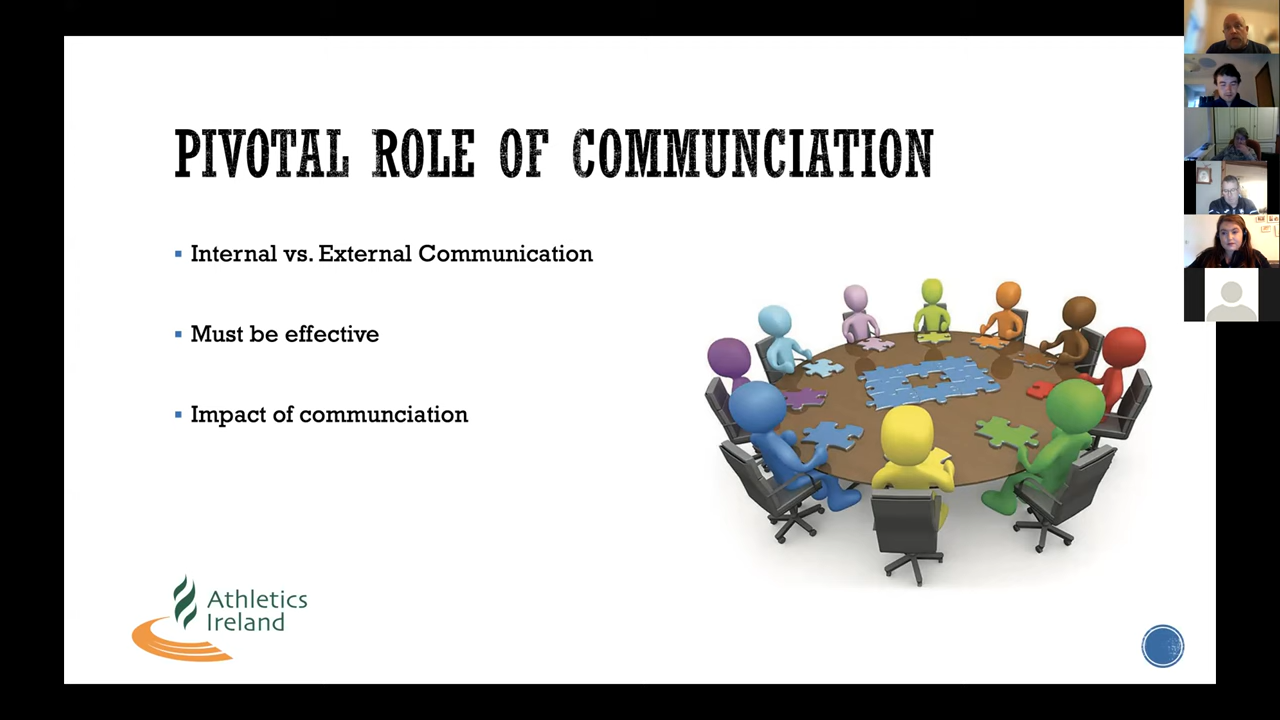 PIVOTAL ROLE OF COMMUNCIATION
Internal vs. External Communication
Must be effective
Impact of communciation
Athletics
Ireland